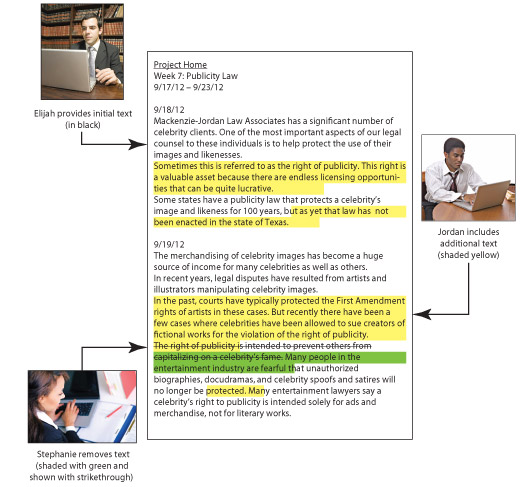 Project Home
Week 7: Publicity Law
9/17/12 – 9/23/12
9/18/12
Mackenzie-Jordan Law Associates has a significant number of
celebrity clients. One of the most important aspects of our legal
counsel to these individuals is to help protect the use of their
images and likenesses.
Sometimes this is referred to as the right of publicity. This right is
a valuable asset because there are endless licensing opportuni-
ties that can be quite lucrative.
Some states have a publicity law that protects a celebrity's
image and likeness for 100 years, but as yet that law has not
been enacted in the state of Texas.
9/19/12
The merchandising of celebrity images has become a huge
source of income for many celebrities as well as others.
In recent years, legal disputes have resulted from artists and
illustrators manipulating celebrity images.
In the past, courts have typically protected the First Amendment
rights of artists in these cases. But recently there have been a
few cases where celebrities have been allowed to sue creators of
fictional works for the violation of the right of publicity.
The right of publicity is intended to prevent others from
capitalizing on a celebrity's fame. Many people in the
entertainment industry are fearful that unauthorized
biographies, docudramas, and celebrity spoofs and satires will
no longer be protected. Many entertainment lawyers say a
celebrity's right to publicity is intended solely for ads and
merchandise, not for literary works.
Elijah provides initial text
(in black)
Jordan includes
additional text
(shaded yellow)
Stephanie removes text
(shaded with green and
shown with strikethrough)